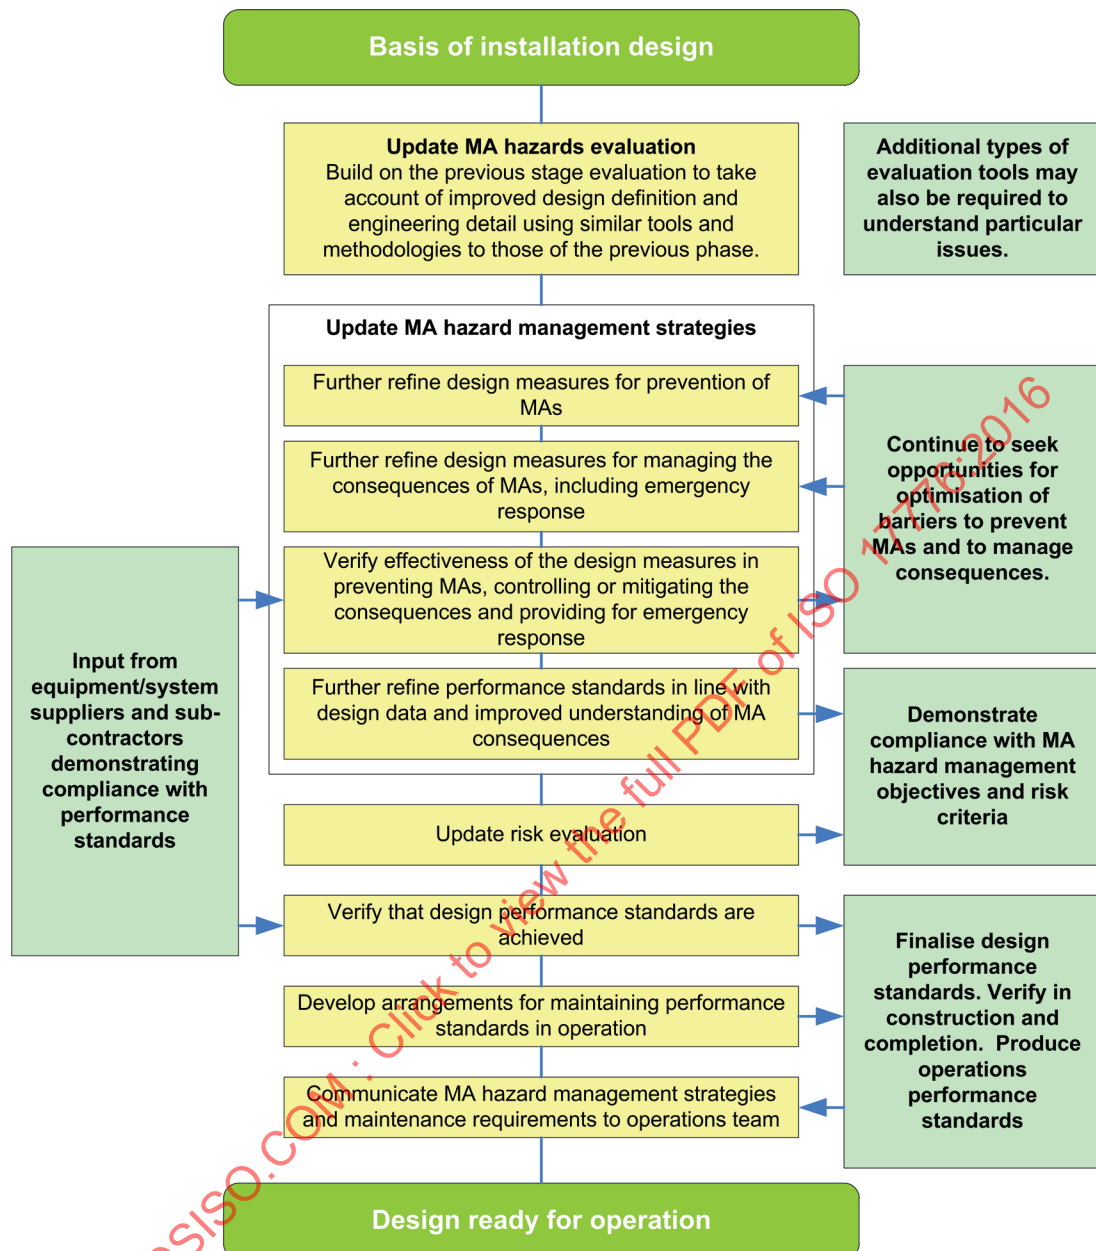 Basis of installation design
Update MA hazards evaluation
Build on the previous stage evaluation to take
account of improved design definition and
engineering detail using similar tools and
methodologies to those of the previous phase.
Additional types of
evaluation tools may
also be required to
understand particular
issues.
Update MA hazard management strategies
Further refine design measures for prevention of
MAs
Further refine design measures for managing the
consequences of MAs, including emergency
response
Continue to seek
opportunities for
optimisation of
barriers to prevent
MAs and to manage
consequences.
Verify effectiveness of the design measures in
preventing MAs, controlling or mitigating the
consequences and providing for emergency
response
Input from
equipment/system
suppliers and sub-
contractors
demonstrating
compliance with
performance
standards
Further refine performance standards in line with
design data and improved understanding of MA
consequences
Demonstrate
compliance with MA
hazard management
objectives and risk
criteria
Update risk evaluation
Verify that design performance standards are
achieved
Develop arrangements for maintaining performance
standards in operation
Communicate MA hazard management strategies
and maintenance requirements to operations team
Finalise design
performance
standards. Verify in
construction and
completion.  Produce
operations
performance
standards
Design ready for operation
OSISO.COM : Click to view the full PDF of ISO 17776:2016